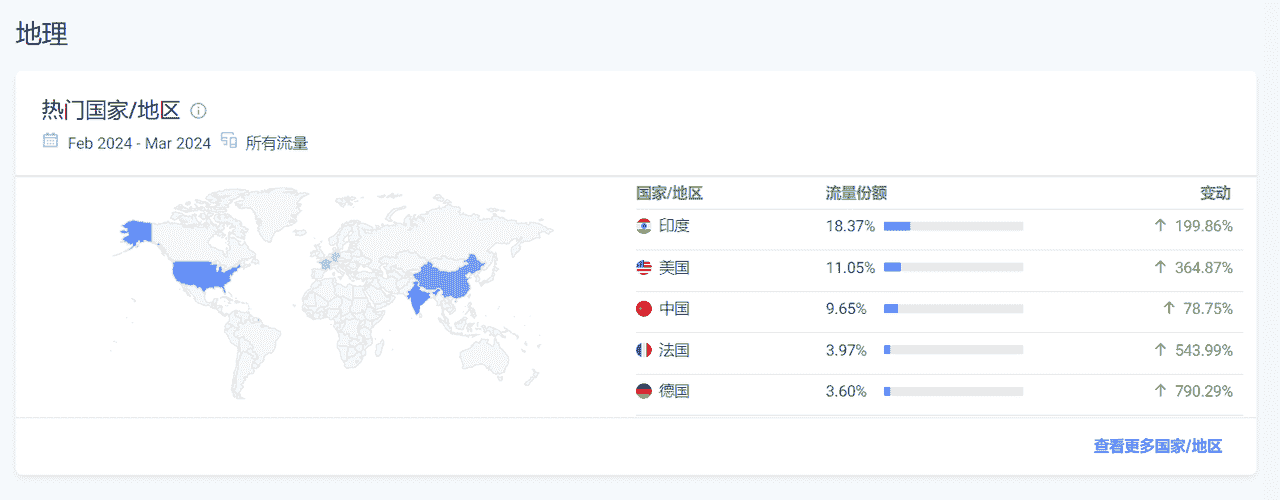 地理
热门国家/地区
Feb 2024 - Mar 2024 所有流量
国家/地区 流量份额 变动
印度 18.37% ↑ 199.86%
美国 11.05% ↑ 364.87%
中国 9.65% ↑ 78.75%
法国 3.97% ↑ 543.99%
德国 3.60% ↑ 790.29%
查看更多国家/地区